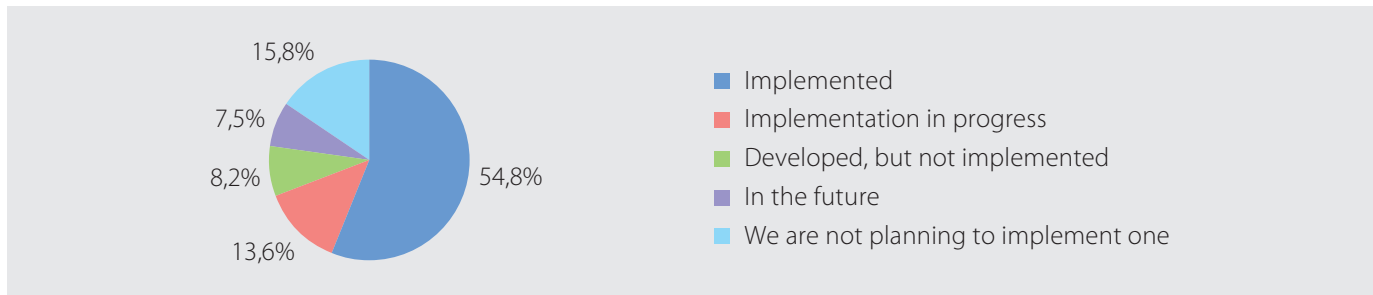 15,8%
7,5%
8,2%
13,6%
54,8%
Implemented
Implementation in progress
Developed, but not implemented
In the future
We are not planning to implement one